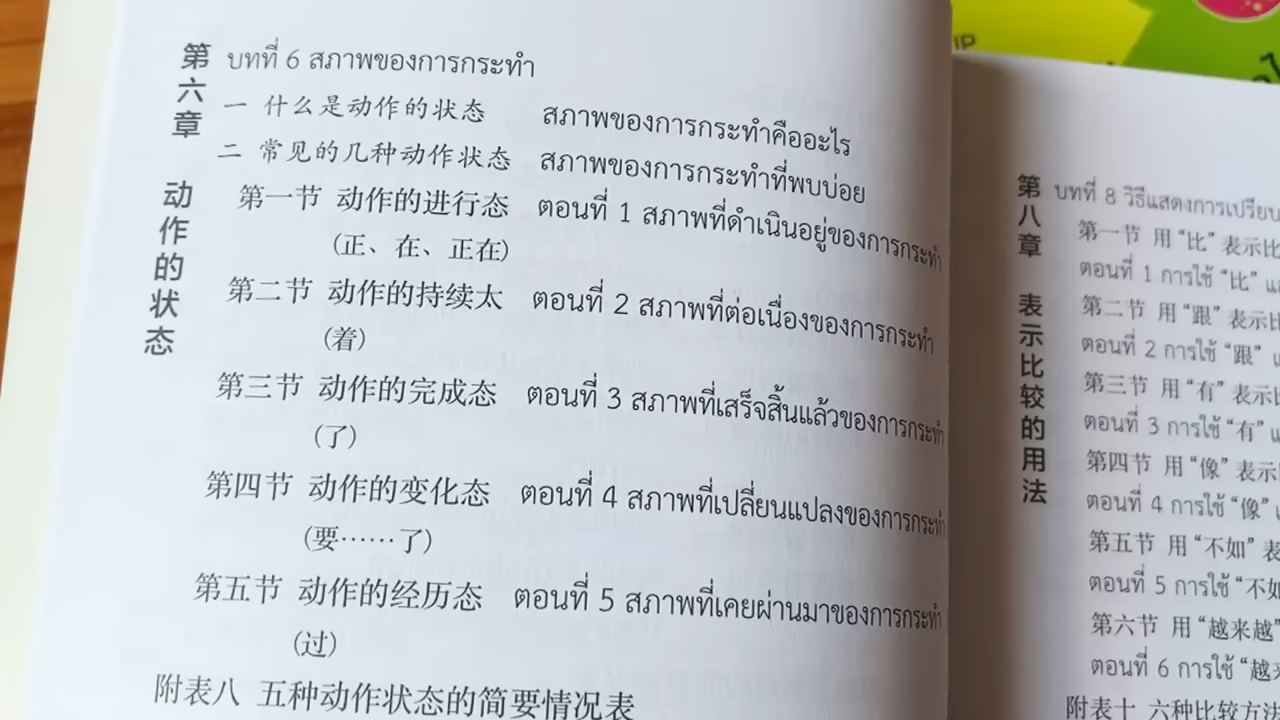 第六章 动作的状态
บทที่ 6 สภาพของการกระทำ
一 什么是动作的状态 สภาพของการกระทำคืออะไร
二 常见的几种动作状态 สภาพของการกระทำที่พบบ่อย
第一节 动作的进行态 ตอนที่ 1 สภาพที่ดำเนินอยู่ของการกระทำ
(正、在、正在)
第二节 动作的持续太 ตอนที่ 2 สภาพที่ต่อเนื่องของการกระทำ
(着)
第三节 动作的完成态 ตอนที่ 3 สภาพที่เสร็จสิ้นแล้วของการกระทำ
(了)
第四节 动作的变化态 ตอนที่ 4 สภาพที่เปลี่ยนแปลงของการกระทำ
(要……了)
第五节 动作的经历态 ตอนที่ 5 สภาพที่เคยผ่านมาของการกระทำ
(过)
附表八 五种动作状态的简要情况表
第八章 表示比较的用法
บทที่ 8 วิธีแสดงการเปรียบ
第一节 用“比”表示比
ตอนที่ 1 การใช้ “比”
第二节 用“跟”表示比
ตอนที่ 2 การใช้ “跟”
第三节 用“有”表示
ตอนที่ 3 การใช้ “有”
第四节 用“像”表示
ตอนที่ 4 การใช้ “像”
第五节 用“不如”表
ตอนที่ 5 การใช้ “不如
第六节 用“越来越”
ตอนที่ 6 การใช้ “越来
附表十 六种比较方法
IP